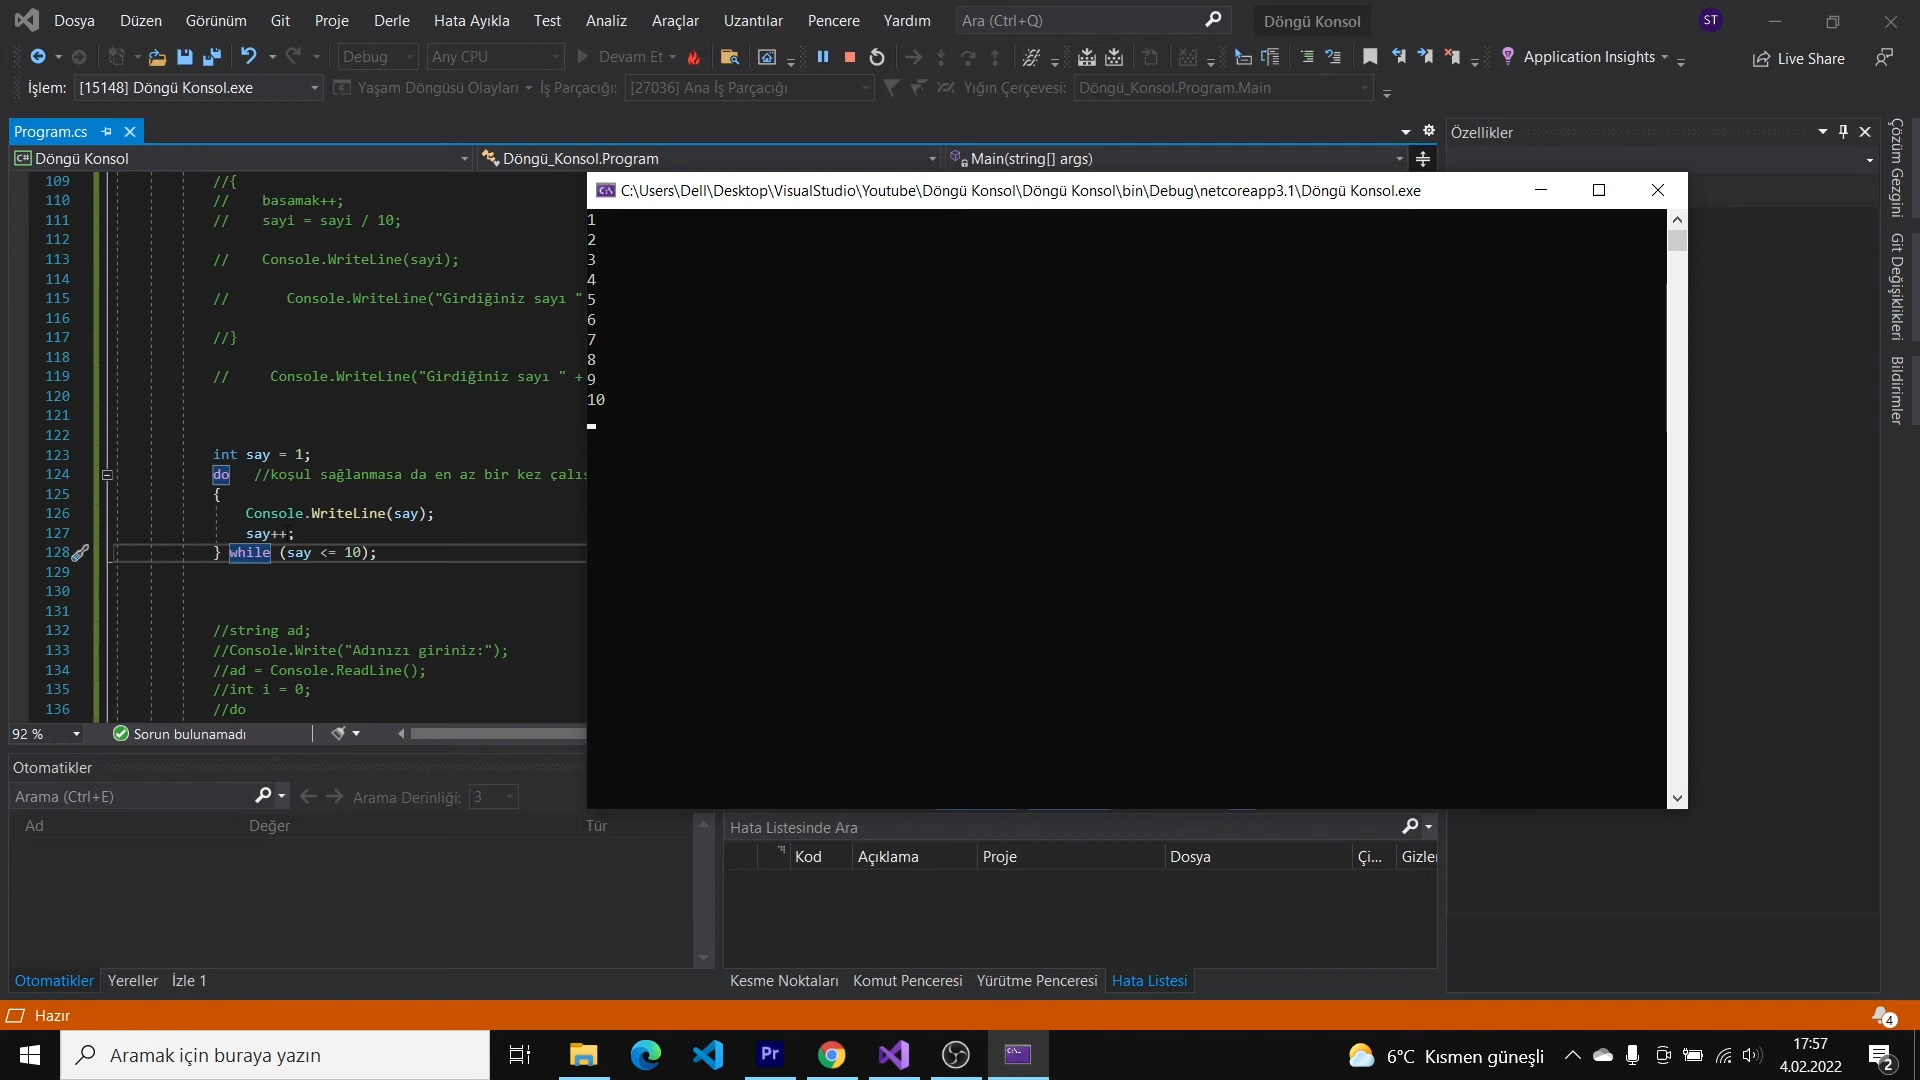 Dosya Düzen Görünüm Git Proje Derle Hata Ayıkla Test Analiz Araçlar Uzantılar Pencere Yardım Ara (Ctrl+Q) Döngü Konsol ST
Debug Any CPU Devam Et Application Insights Live Share
İşlem: [15148] Döngü Konsol.exe Yaşam Döngüsü Olayları İş Parçacığı: [27036] Ana İş Parçacığı Yığın Çerçevesi: Döngü_Konsol.Program.Main
Program.cs Özellikler
C# Döngü Konsol Döngü_Konsol.Program Main(string[] args)
Çözüm Gezgini
Git Değişiklikleri
Bildirimler
109 //{
110 // basamak++;
111 // sayi = sayi / 10;
112
113 // Console.WriteLine(sayi);
114
115 // Console.WriteLine("Girdiğiniz sayı "
116
117 //}
118
119 // Console.WriteLine("Girdiğiniz sayı " +
120
121
122
123 int say = 1;
124 do //koşul sağlanmasa da en az bir kez çalış
125 {
126 Console.WriteLine(say);
127 say++;
128 } while (say <= 10);
129
130
131
132 //string ad;
133 //Console.Write("Adınızı giriniz:");
134 //ad = Console.ReadLine();
135 //int i = 0;
136 //do
C:\Users\Dell\Desktop\VisualStudio\Youtube\Döngü Konsol\Döngü Konsol\bin\Debug\netcoreapp3.1\Döngü Konsol.exe
1
2
3
4
5
6
7
8
9
10
92 % Sorun bulunamadı
Otomatikler
Arama (Ctrl+E) Arama Derinliği: 3
Ad Değer Tür
Hata Listesinde Ara
Kod Açıklama Proje Dosya Çi... Gizler
Otomatikler Yereller İzle 1
Kesme Noktaları Komut Penceresi Yürütme Penceresi Hata Listesi
Hazır 4
Aramak için buraya yazın Pr 6°C Kısmen güneşli 17:57
4.02.2022 2